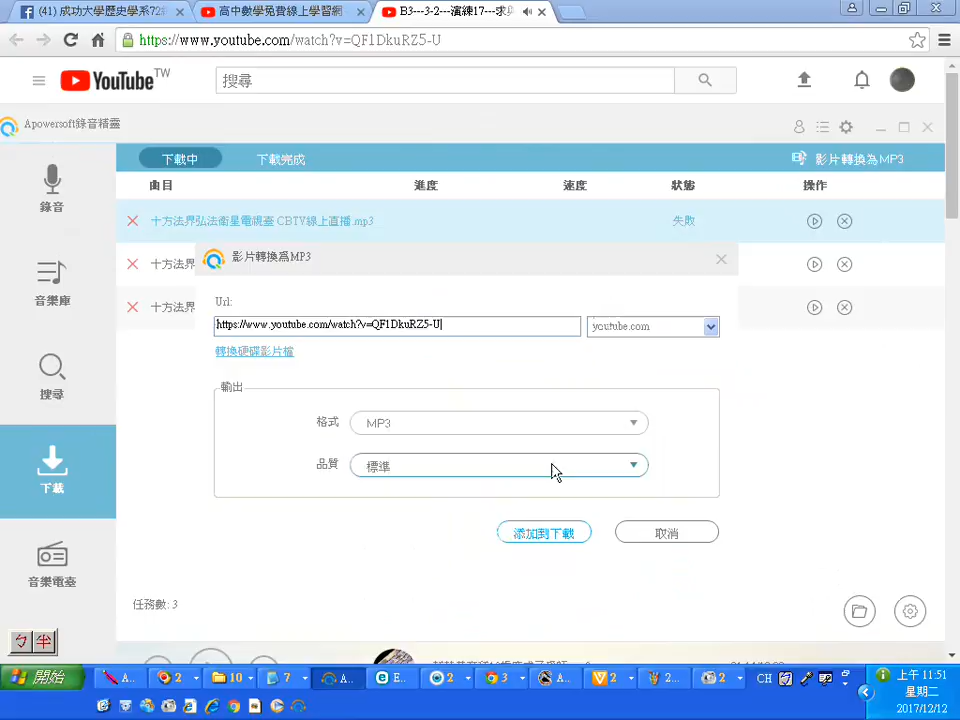 (41) 成功大學歷史學系72
高中數學免費線上學習網
B3---3-2---演練17---求
https://www.youtube.com/watch?v=QF1DkuRZ5-U
YouTube TW
搜尋
Apowersoft錄音精靈
下載中
下載完成
影片轉換為MP3
曲目
進度
速度
狀態
操作
十方法界弘法衛星電視臺 CBTV線上直播.mp3
失敗
十方法界
十方法界
錄音
音樂庫
搜尋
下載
音樂電臺
影片轉換為MP3
Url:
https://www.youtube.com/watch?v=QF1DkuRZ5-U
youtube.com
轉換硬碟影片檔
輸出
格式
MP3
品質
標準
添加到下載
取消
任務數: 3
ㄅ 半
開始
A..
2
10
7
A..
E..
2
3
A..
2
2..
2
CH
上午 11:51
星期二
2017/12/12